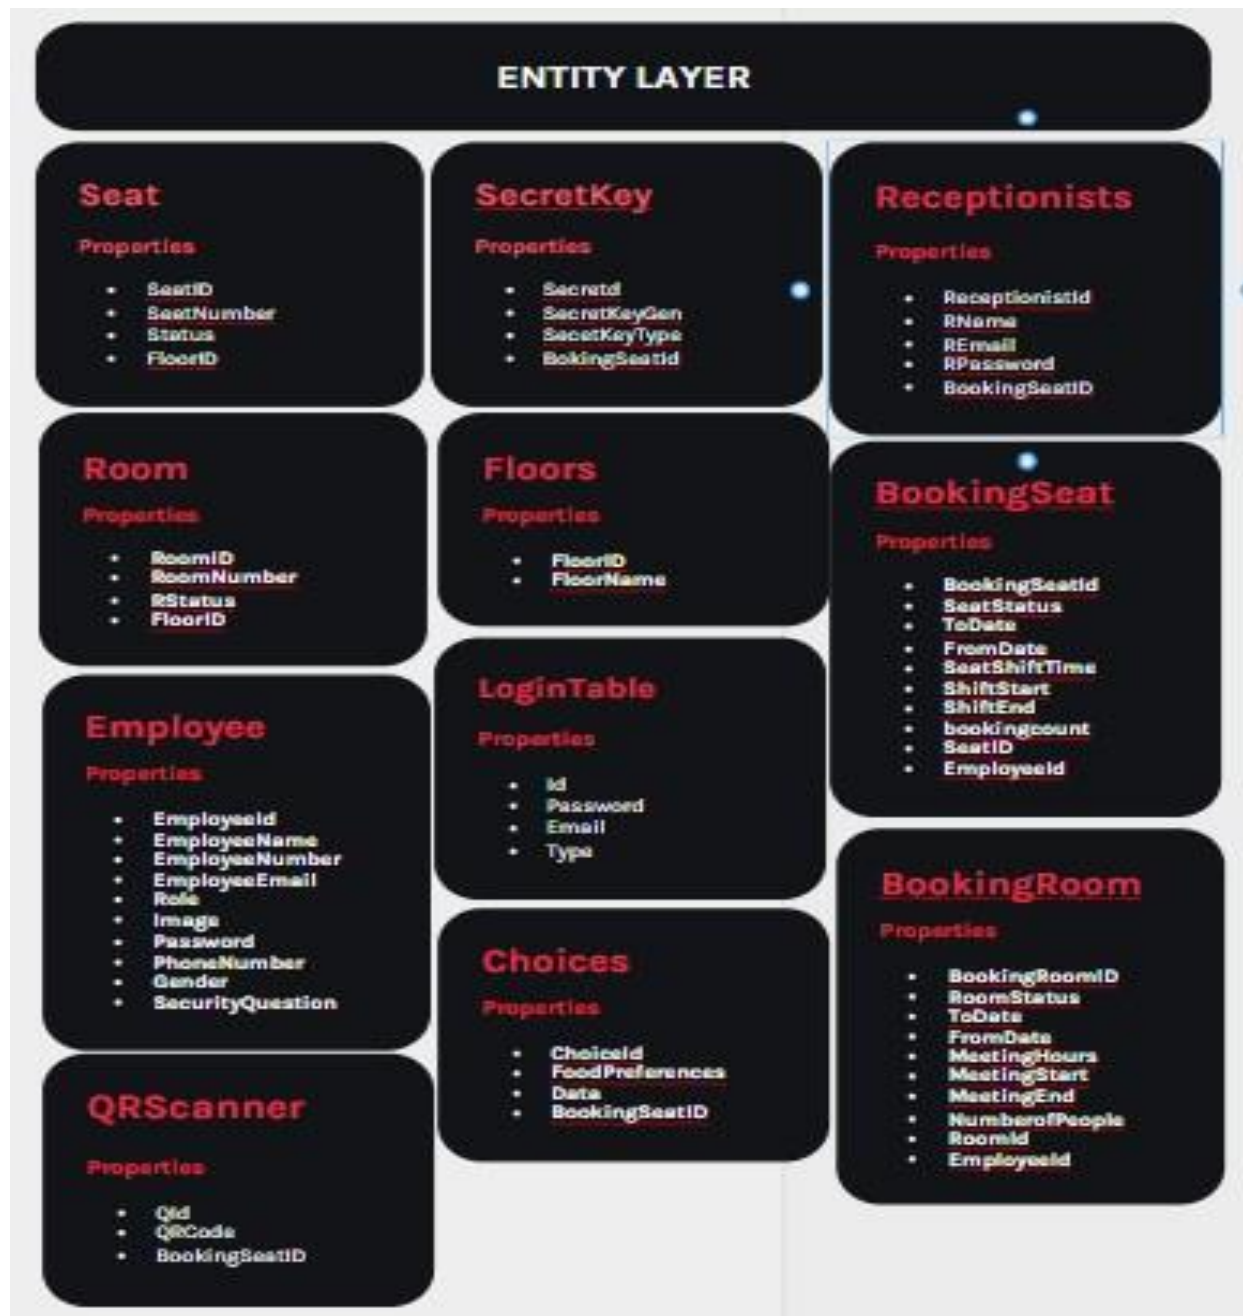 ENTITY LAYER
Seat
Properties
• SeatID
• SeatNumber
• Status
• FloorID
SecretKey
Properties
• SecretId
• SecretKeyGen
• SecetKeyType
• BokingSeatId
Receptionists
Properties
• ReceptionistId
• RName
• REmail
• RPassword
• BookingSeatID
Room
Properties
• RoomID
• RoomNumber
• RStatus
• FloorID
Floors
Properties
• FloorID
• FloorName
BookingSeat
Properties
• BookingSeatId
• SeatStatus
• ToDate
• FromDate
• SeatShiftTime
• ShiftStart
• ShiftEnd
• bookingcount
• SeatID
• EmployeeId
Employee
Properties
• EmployeeId
• EmployeeName
• EmployeeNumber
• EmployeeEmail
• Role
• Image
• Password
• PhoneNumber
• Gender
• SecurityQuestion
LoginTable
Properties
• Id
• Password
• Email
• Type
BookingRoom
Properties
• BookingRoomID
• RoomStatus
• ToDate
• FromDate
• MeetingHours
• MeetingStart
• MeetingEnd
• NumberofPeople
• RoomId
• EmployeeId
Choices
Properties
• ChoiceId
• FoodPreferences
• Data
• BookingSeatID
QRScanner
Properties
• QId
• QRCode
• BookingSeatID